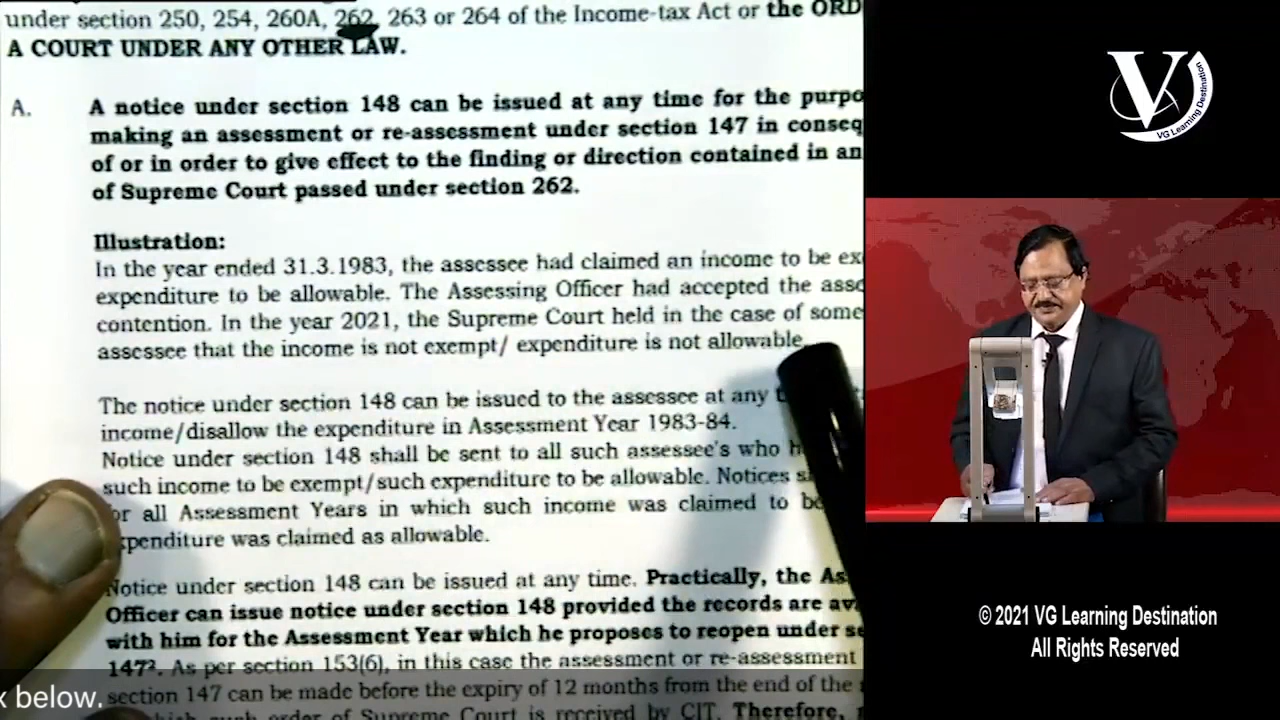 under section 250, 254, 260A, 262, 263 or 264 of the Income-tax Act or the ORD
A COURT UNDER ANY OTHER LAW.
A. A notice under section 148 can be issued at any time for the purpo
making an assessment or re-assessment under section 147 in conseq
of or in order to give effect to the finding or direction contained in an
of Supreme Court passed under section 262.
Illustration:
In the year ended 31.3.1983, the assessee had claimed an income to be ex
expenditure to be allowable. The Assessing Officer had accepted the asse
contention. In the year 2021, the Supreme Court held in the case of some
assessee that the income is not exempt/ expenditure is not allowable.
The notice under section 148 can be issued to the assessee at any
income/disallow the expenditure in Assessment Year 1983-84.
Notice under section 148 shall be sent to all such assessee's who
such income to be exempt/such expenditure to be allowable. Notices
or all Assessment Years in which such income was claimed to
xpenditure was claimed as allowable.
Notice under section 148 can be issued at any time. Practically, the As
Officer can issue notice under section 148 provided the records are av
with him for the Assessment Year which he proposes to reopen under se
147². As per section 153(6), in this case the assessment or re-assessment
section 147 can be made before the expiry of 12 months from the end of the
such order of Supreme Court is received by CIT. Therefore,
x below.
V
VG Learning Destination
© 2021 VG Learning Destination
All Rights Reserved